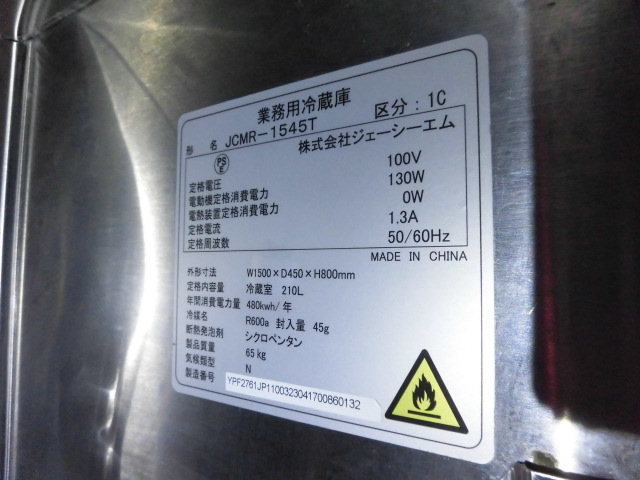 業務用冷蔵庫
区分：1C
形 名 JCMR－1545T
株式会社ジェーシーエム
PS E
定格電圧 100V
電動機定格消費電力 130W
電熱装置定格消費電力 0W
定格電流 1.3A
定格周波数 50/60Hz
MADE IN CHINA
外形寸法 W1500×D450×H800mm
定格内容量 冷蔵室 210L
年間消費電力量 480kwh/年
冷媒名 R600a 封入量 45g
断熱発泡剤 シクロペンタン
製品質量 65kg
気候類型 N
製造番号 YPF2761JP1100323041700860132